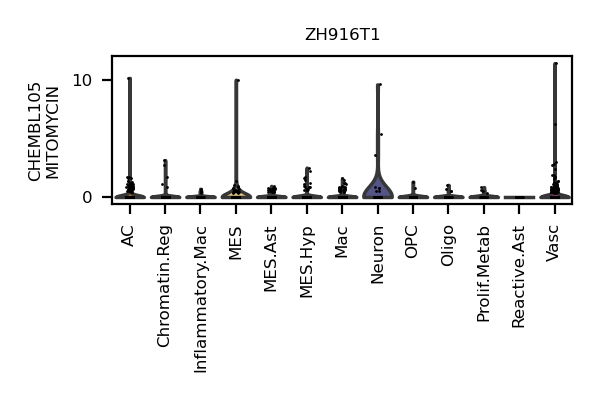 ZH916T1
CHEMBL105
MITOMYCIN
10
0
AC
Chromatin.Reg
Inflammatory.Mac
MES
MES.Ast
MES.Hyp
Mac
Neuron
OPC
Oligo
Prolif.Metab
Reactive.Ast
Vasc